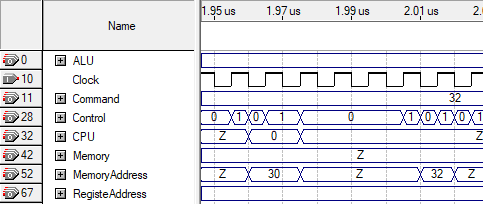 Name
1.95 us 1.97 us 1.99 us 2.01 us 2.0
0 ALU
10 Clock
11 Command 32
28 Control 0 1 0 1 0 1 0 1 0 1
32 CPU Z 0 Z
42 Memory Z
52 MemoryAddress Z 30 Z 32 Z
67 RegisteAddress